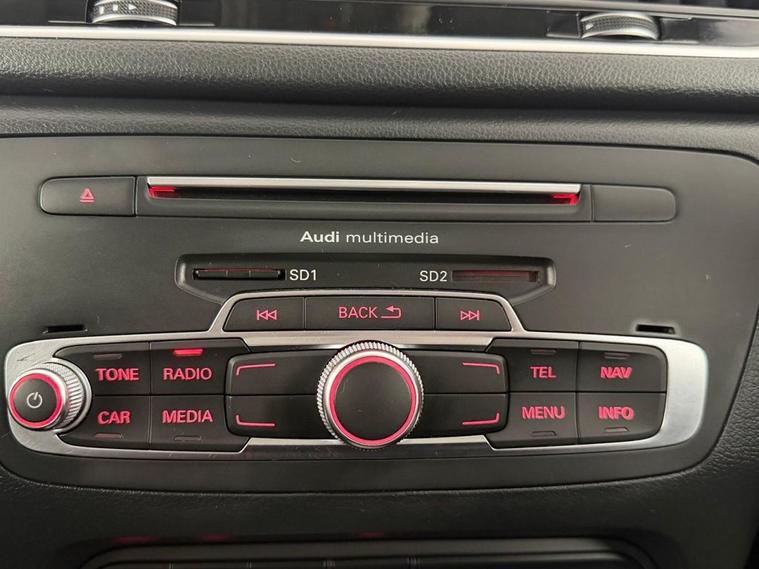 Audi multimedia
SD1 SD2
BACK
TONE RADIO TEL NAV
CAR MEDIA MENU INFO